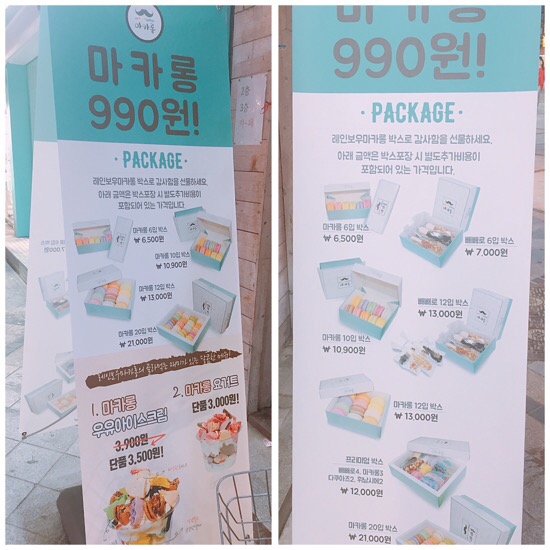 마카롱
마카롱
990원!
· PACKAGE ·
레인보우마카롱 박스로 감사함을 선물하세요.
아래 금액은 박스포장 시 별도추가비용이
포함되어 있는 가격입니다.
마카롱 6입 박스
₩ 6,500원
마카롱 10입 박스
₩ 10,900원
마카롱 12입 박스
₩ 13,000원
마카롱 20입 박스
₩ 21,000원
1. 마카롱
우유아이스크림
3,900원
단품 3,500원!
2. 마카롱 요거트
단품 3,000원!
2층
3층
마카롱
990원!
· PACKAGE ·
레인보우마카롱 박스로 감사함을 선물하세요.
아래 금액은 박스포장 시 별도추가비용이
포함되어 있는 가격입니다.
마카롱 6입 박스
₩ 6,500원
빼빼로 6입 박스
₩ 7,000원
빼빼로 12입 박스
₩ 13,000원
마카롱 10입 박스
₩ 10,900원
마카롱 12입 박스
₩ 13,000원
프리미엄 박스
빼빼로4, 마카롱3
다쿠아즈2, 휘낭시에2
₩ 12,000원
마카롱 20입 박스
₩ 21,000원